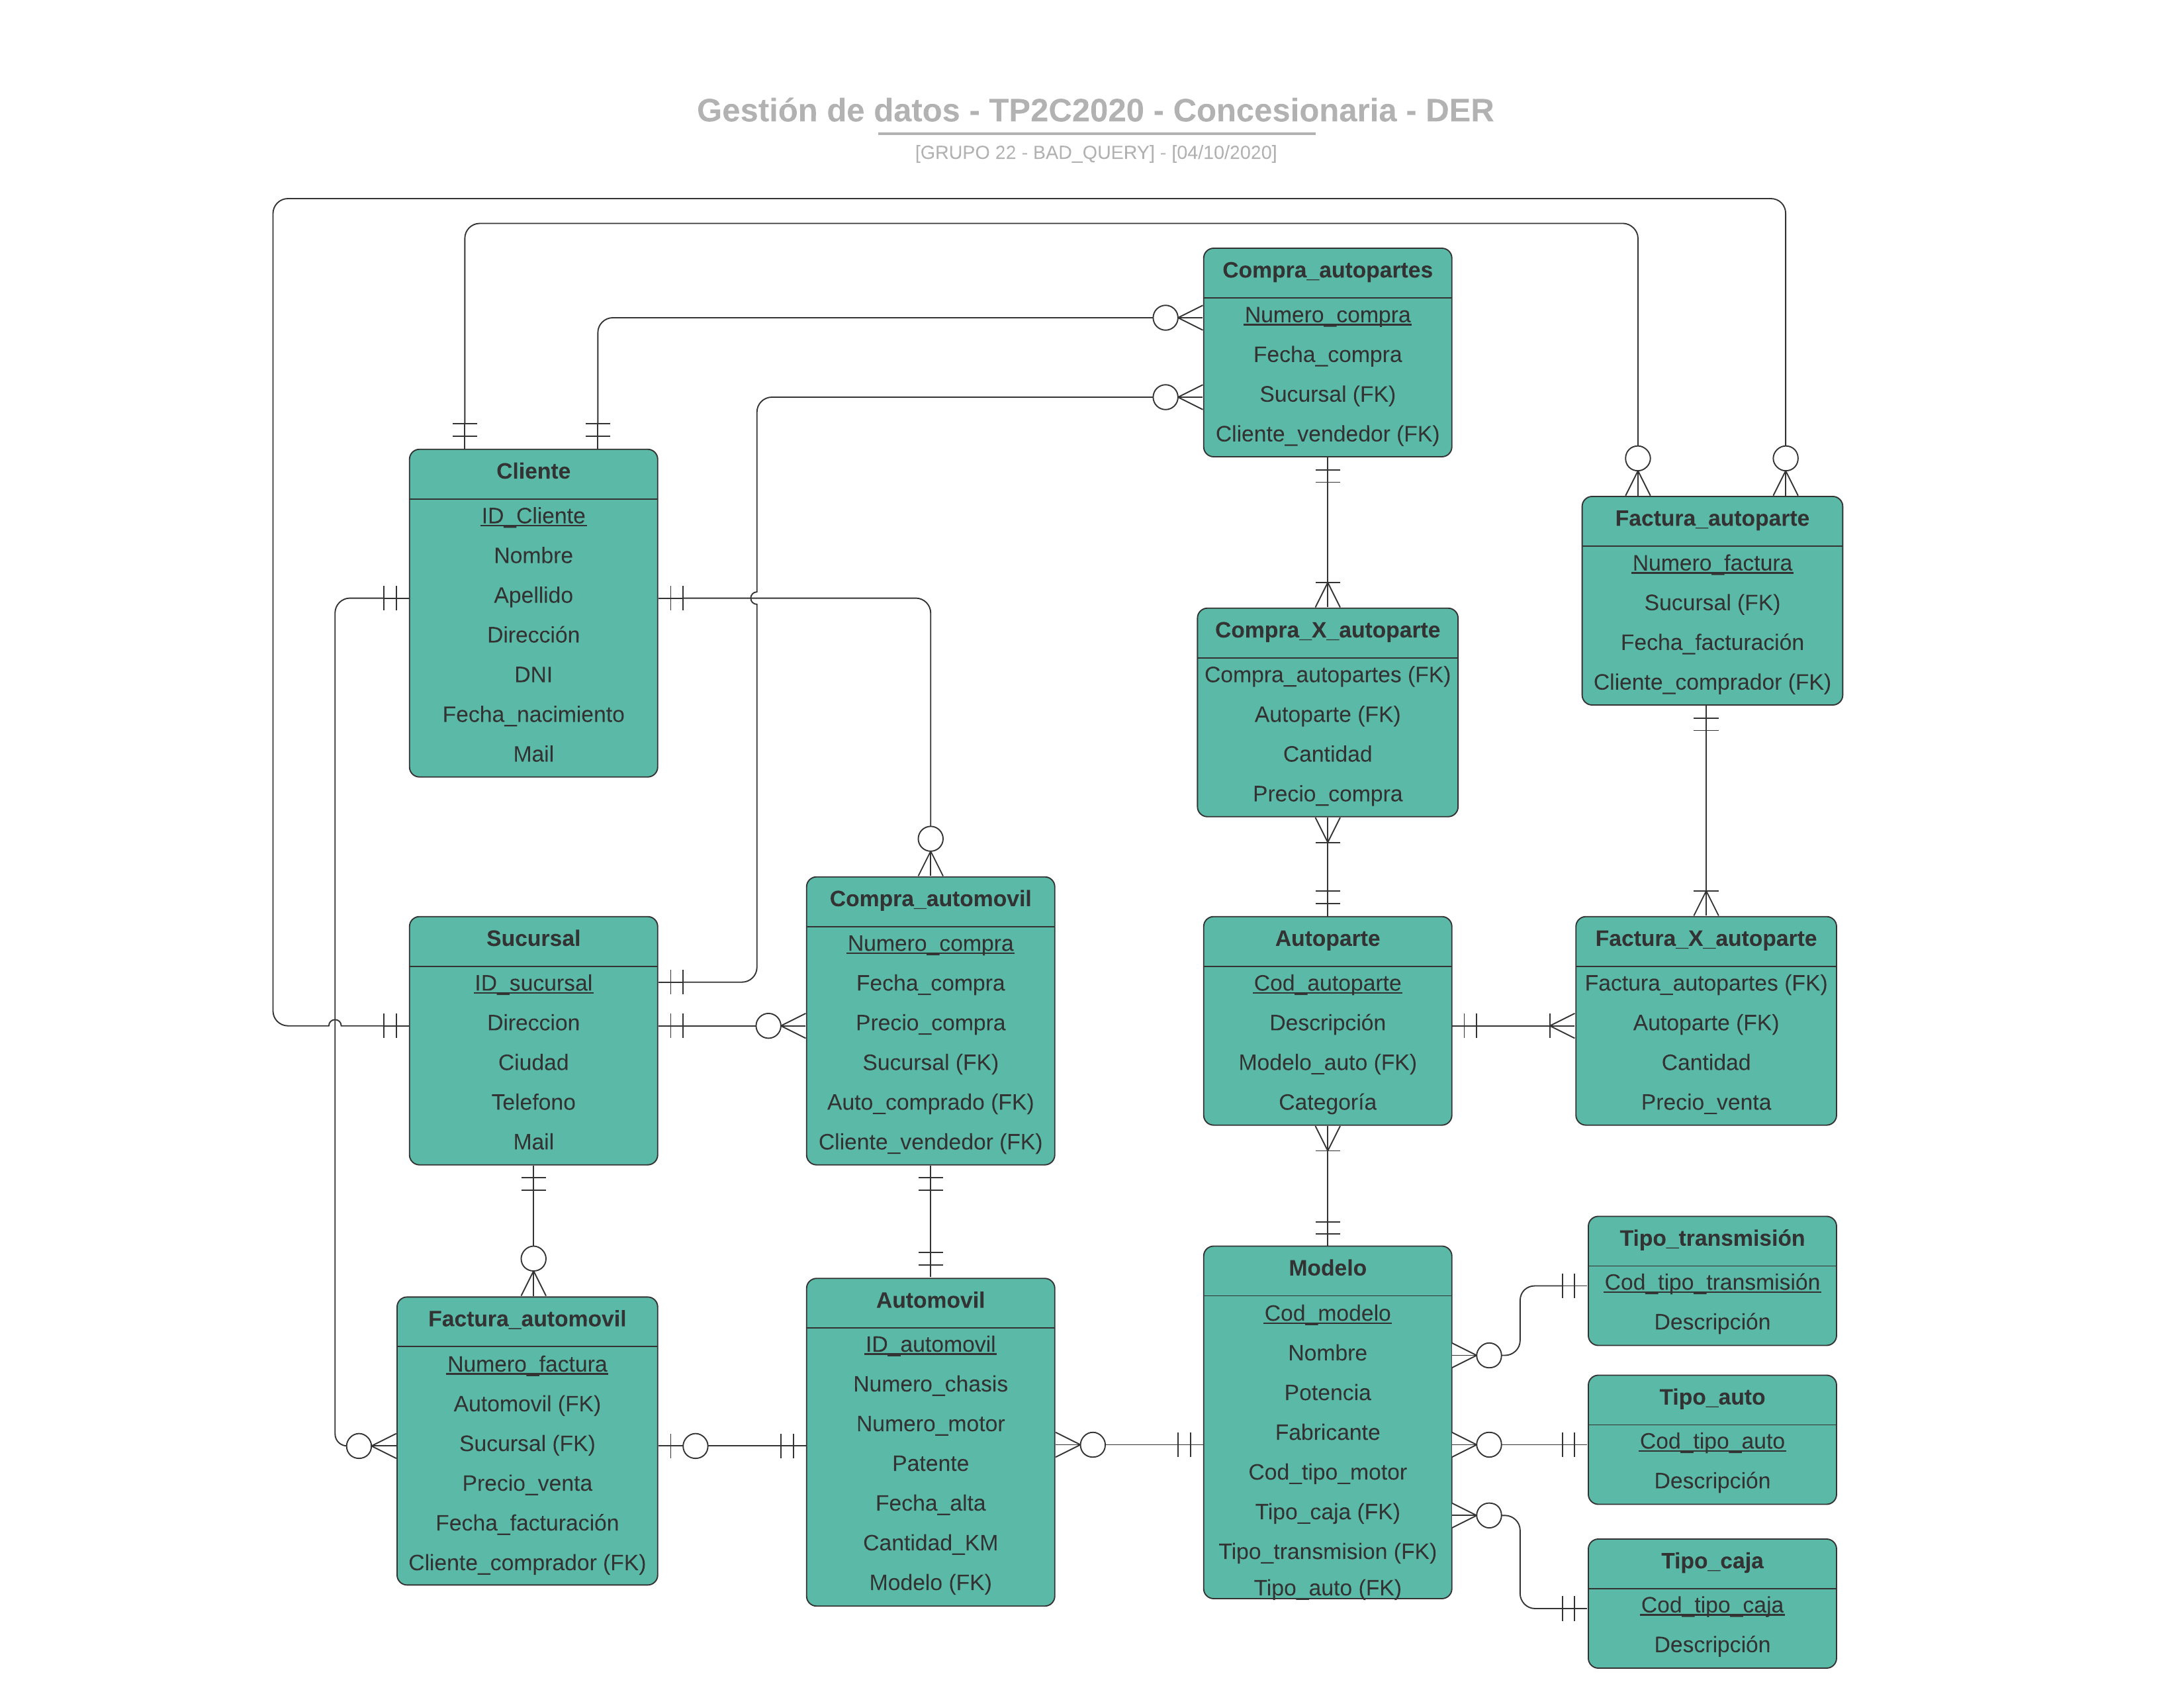 Gestión de datos - TP2C2020 - Concesionaria - DER
[GRUPO 22 - BAD_QUERY] - [04/10/2020]
Compra_autopartes
Numero_compra
Fecha_compra
Sucursal (FK)
Cliente_vendedor (FK)
Cliente
ID_Cliente
Nombre
Apellido
Dirección
DNI
Fecha_nacimiento
Mail
Factura_autoparte
Numero_factura
Sucursal (FK)
Fecha_facturación
Cliente_comprador (FK)
Compra_X_autoparte
Compra_autopartes (FK)
Autoparte (FK)
Cantidad
Precio_compra
Compra_automovil
Numero_compra
Fecha_compra
Precio_compra
Sucursal (FK)
Auto_comprado (FK)
Cliente_vendedor (FK)
Sucursal
ID_sucursal
Direccion
Ciudad
Telefono
Mail
Autoparte
Cod_autoparte
Descripción
Modelo_auto (FK)
Categoría
Factura_X_autoparte
Factura_autopartes (FK)
Autoparte (FK)
Cantidad
Precio_venta
Factura_automovil
Numero_factura
Automovil (FK)
Sucursal (FK)
Precio_venta
Fecha_facturación
Cliente_comprador (FK)
Automovil
ID_automovil
Numero_chasis
Numero_motor
Patente
Fecha_alta
Cantidad_KM
Modelo (FK)
Modelo
Cod_modelo
Nombre
Potencia
Fabricante
Cod_tipo_motor
Tipo_caja (FK)
Tipo_transmision (FK)
Tipo_auto (FK)
Tipo_transmisión
Cod_tipo_transmisión
Descripción
Tipo_auto
Cod_tipo_auto
Descripción
Tipo_caja
Cod_tipo_caja
Descripción